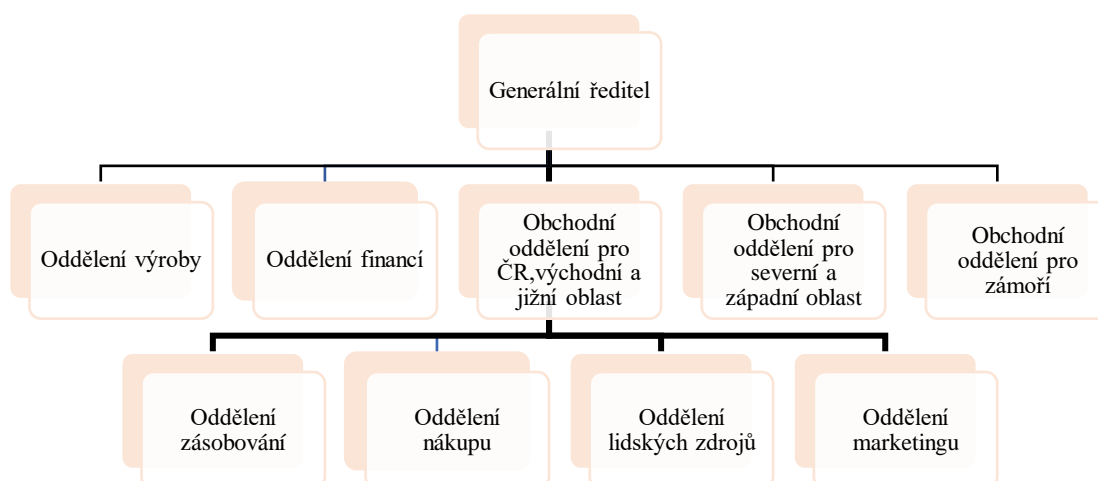 Generální ředitel
Oddělení výroby
Oddělení financí
Obchodní
oddělení pro
ČR,východní a
jižní oblast
Obchodní
oddělení pro
severní a
západní oblast
Obchodní
oddělení pro
zámoří
Oddělení
zásobování
Oddělení
nákupu
Oddělení
lidských zdrojů
Oddělení
marketingu